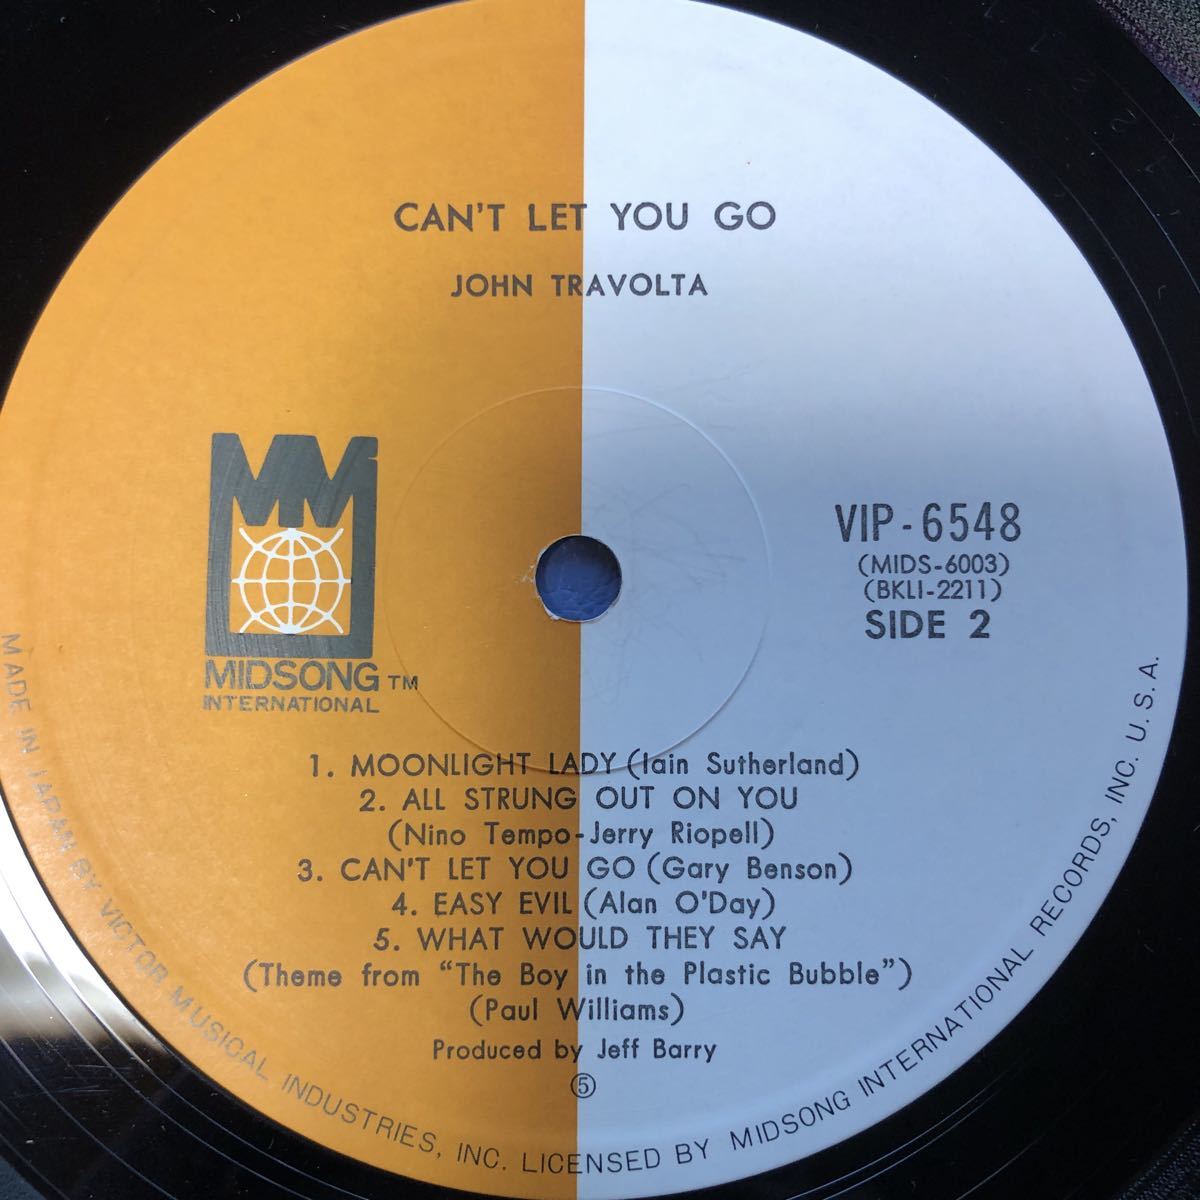 CAN'T LET YOU GO
JOHN TRAVOLTA
MIDSONG TM
INTERNATIONAL
VIP-6548
(MIDS-6003)
(BKLI-2211)
SIDE 2
1. MOONLIGHT LADY (Iain Sutherland)
2. ALL STRUNG OUT ON YOU
(Nino Tempo-Jerry Riopell)
3. CAN'T LET YOU GO (Gary Benson)
4. EASY EVIL (Alan O'Day)
5. WHAT WOULD THEY SAY
(Theme from “The Boy in the Plastic Bubble”)
(Paul Williams)
Produced by Jeff Barry
⑤
MADE IN JAPAN BY VICTOR MUSICAL INDUSTRIES, INC. LICENSED BY MIDSONG INTERNATIONAL RECORDS, INC. U.S.A.